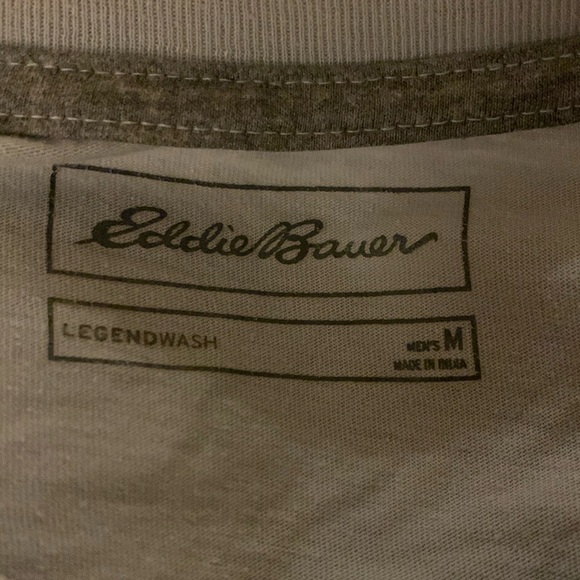 Eddie Bauer
LEGENDWASH
MEN'S M
MADE IN INDIA